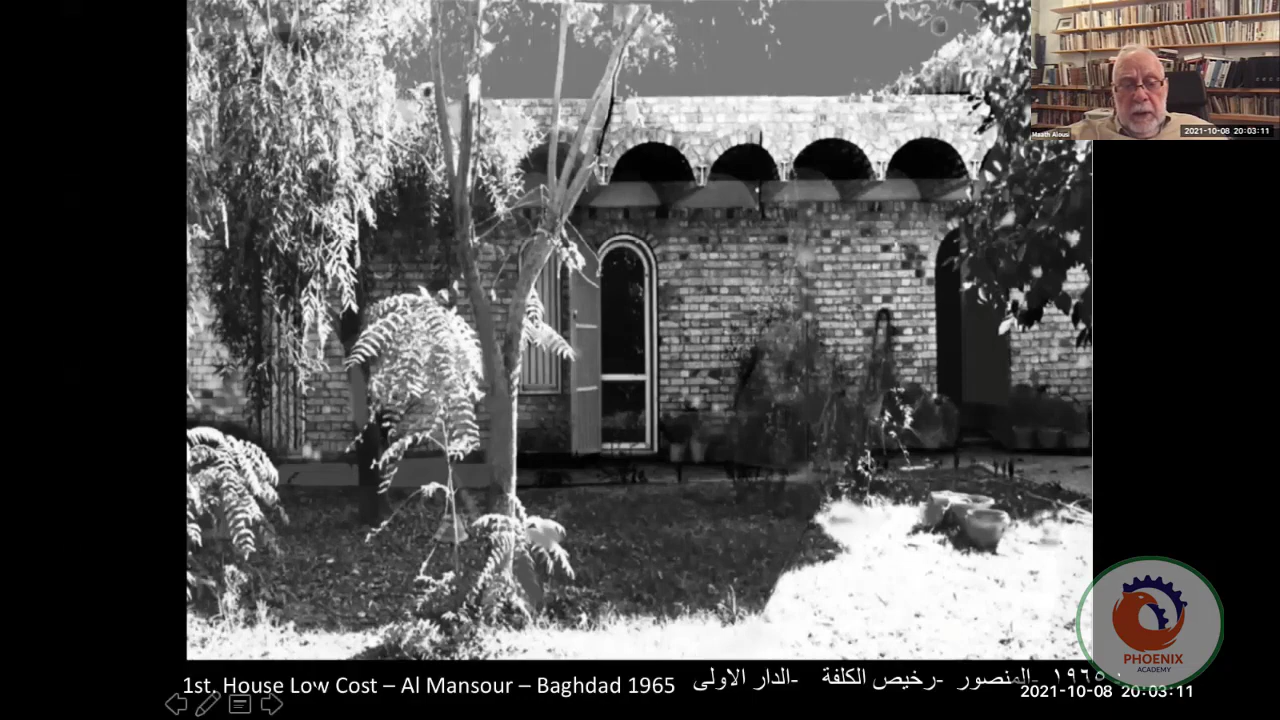 Maath Alousi
2021-10-08 20:03:11
PHOENIX
ACADEMY
1st. House Low Cost – Al Mansour – Baghdad 1965
الدار الاولى- رخيص الكلفة -المنصور -١٩٦٥
2021-10-08 20:03:11